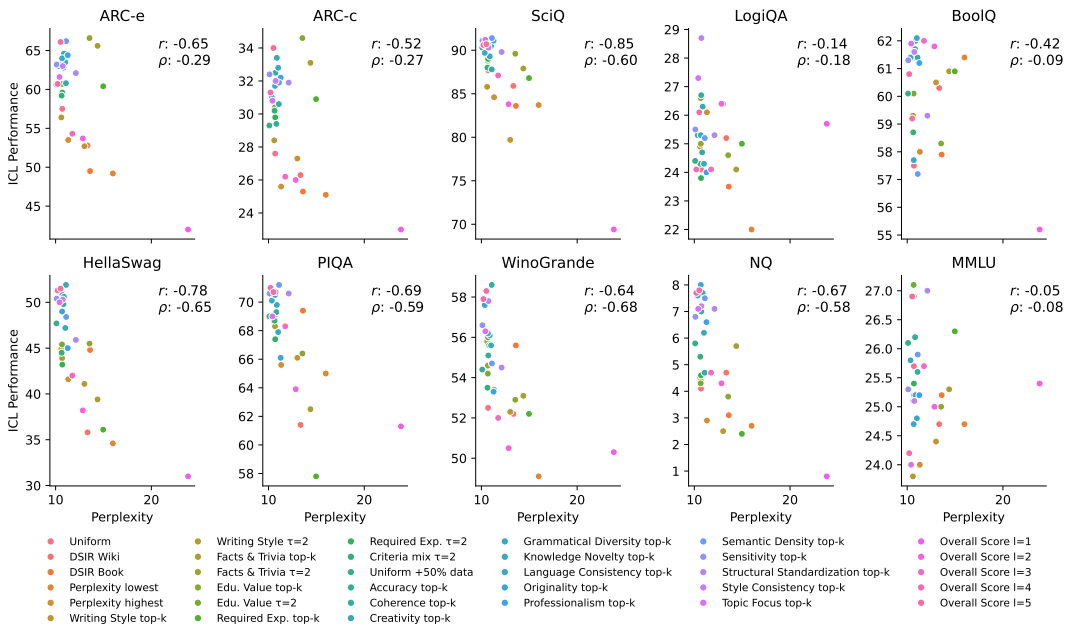 ARC-e
ARC-c
SciQ
LogiQA
BoolQ
r: -0.65
ρ: -0.29
r: -0.52
ρ: -0.27
r: -0.85
ρ: -0.60
r: -0.14
ρ: -0.18
r: -0.42
ρ: -0.09
ICL Performance
65
60
55
50
45
34
32
30
28
26
24
90
85
80
75
70
29
28
27
26
25
24
23
22
62
61
60
59
58
57
56
55
HellaSwag
PIQA
WinoGrande
NQ
MMLU
r: -0.78
ρ: -0.65
r: -0.69
ρ: -0.59
r: -0.64
ρ: -0.68
r: -0.67
ρ: -0.58
r: -0.05
ρ: -0.08
ICL Performance
50
45
40
35
30
70
68
66
64
62
60
58
58
56
54
52
50
8
7
6
5
4
3
2
1
27.0
26.5
26.0
25.5
25.0
24.5
24.0
10 20
10 20
10 20
10 20
10 20
Perplexity
Perplexity
Perplexity
Perplexity
Perplexity
Uniform
DSIR Wiki
DSIR Book
Perplexity lowest
Perplexity highest
Writing Style top-k
Writing Style τ=2
Facts & Trivia top-k
Facts & Trivia τ=2
Edu. Value top-k
Edu. Value τ=2
Required Exp. top-k
Required Exp. τ=2
Criteria mix τ=2
Uniform +50% data
Accuracy top-k
Coherence top-k
Creativity top-k
Grammatical Diversity top-k
Knowledge Novelty top-k
Language Consistency top-k
Originality top-k
Professionalism top-k
Semantic Density top-k
Sensitivity top-k
Structural Standardization top-k
Style Consistency top-k
Topic Focus top-k
Overall Score l=1
Overall Score l=2
Overall Score l=3
Overall Score l=4
Overall Score l=5